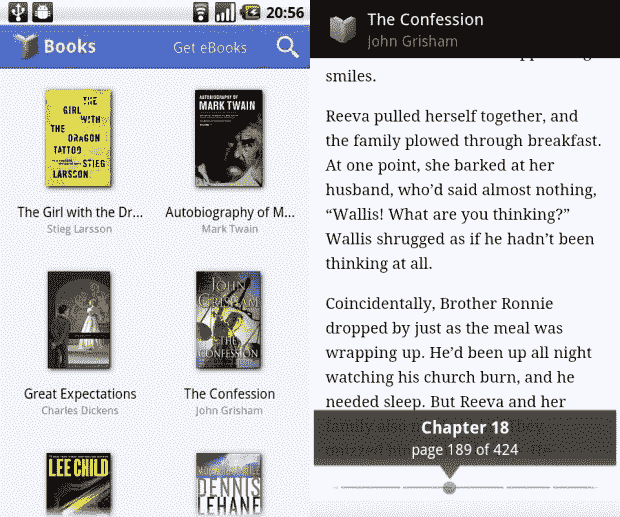 20:56
Books
Get eBooks
THE
GIRL
WITH
THE
DRAGON
TATTOO
STIEG
LARSSON
AUTOBIOGRAPHY OF
MARK TWAIN
The Girl with the Dr...
Autobiography of M...
Stieg Larsson
Mark Twain
JOHN
GRISHAM
THE
CONFESSION
Great Expectations
The Confession
Charles Dickens
John Grisham
LEE CHILD
DENNIS
LEHANE
The Confession
John Grisham
smiles.
Reeva pulled herself together, and
the family plowed through breakfast.
At one point, she barked at her
husband, who’d said almost nothing,
“Wallis! What are you thinking?”
Wallis shrugged as if he hadn’t been
thinking at all.
Coincidentally, Brother Ronnie
dropped by just as the meal was
wrapping up. He’d been up all night
watching his church burn, and he
needed sleep. But Reeva and her
family also
Chapter 18
page 189 of 424